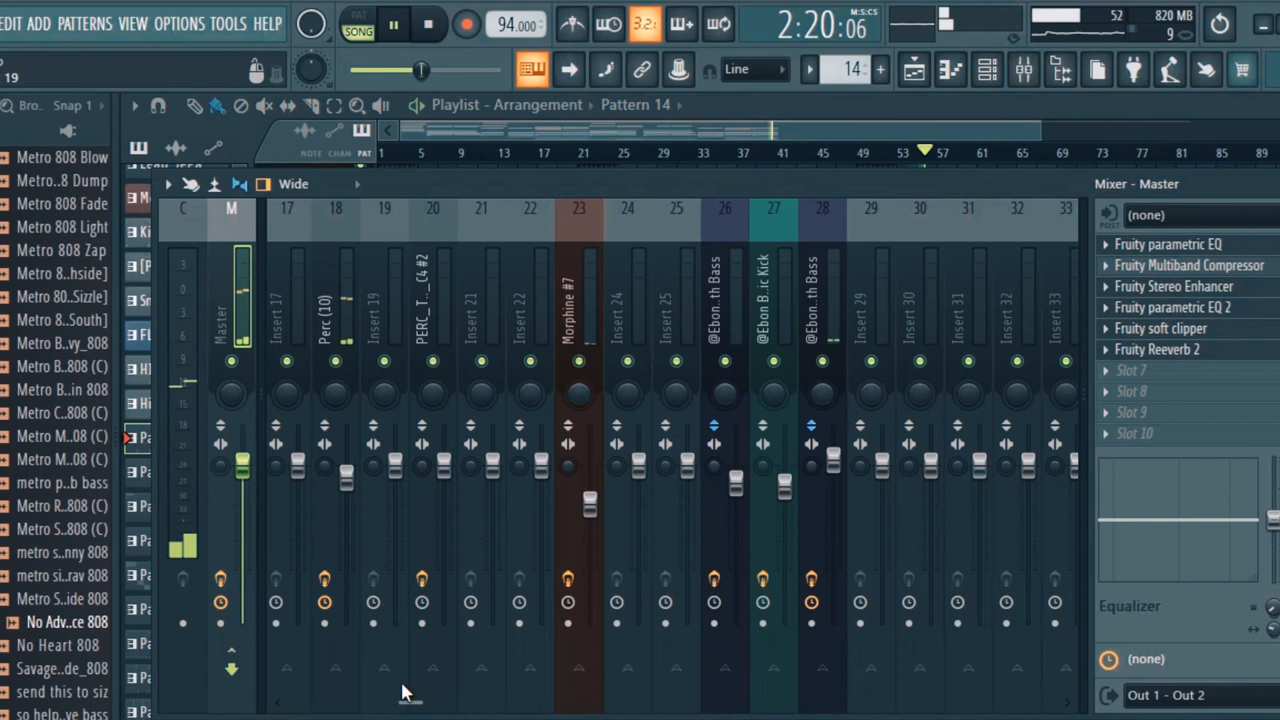 EDIT ADD PATTERNS VIEW OPTIONS TOOLS HELP
PAT
SONG
94.000
3.2.
2:20:06
M:S:CS
52
820 MB
9
19
Line
14
Bro..
Snap 1
Playlist - Arrangement
Pattern 14
NOTE CHAN PAT
1 5 9 13 17 21 25 29 33 37 41 45 49 53 57 61 65 69 73 77 81 85 89
Metro 808 Blow
Metro..8 Dump
Metro 808 Fade
Metro 808 Light
Metro 808 Zap
Metro 8..hside]
Metro 80..Sizzle]
Metro 8..South]
Metro B..vy_808
Metro B..808 (C)
Metro B..in 808
Metro C..808 (C)
Metro M..08 (C)
Metro M..08 (C)
metro p..b bass
Metro R..808 (C)
Metro S..808 (C)
metro s..nny 808
metro si..rav 808
Metro S..ide 808
No Adv..ce 808
No Heart 808
Savage..de_808
send this to siz
so help..ve bass
Wide
C M 17 18 19 20 21 22 23 24 25 26 27 28 29 30 31 32 33
Master
Insert 17
Perc (10)
Insert 19
PERC_T.._C4 #2
Insert 21
Insert 22
Morphine #7
Insert 24
Insert 25
@Ebon..th Bass
@Ebon B..ic Kick
@Ebon..th Bass
Insert 29
Insert 30
Insert 31
Insert 32
Insert 33
Mixer - Master
POST
(none)
Fruity parametric EQ
Fruity Multiband Compressor
Fruity Stereo Enhancer
Fruity parametric EQ 2
Fruity soft clipper
Fruity Reeverb 2
Slot 7
Slot 8
Slot 9
Slot 10
Equalizer
(none)
Out 1 - Out 2